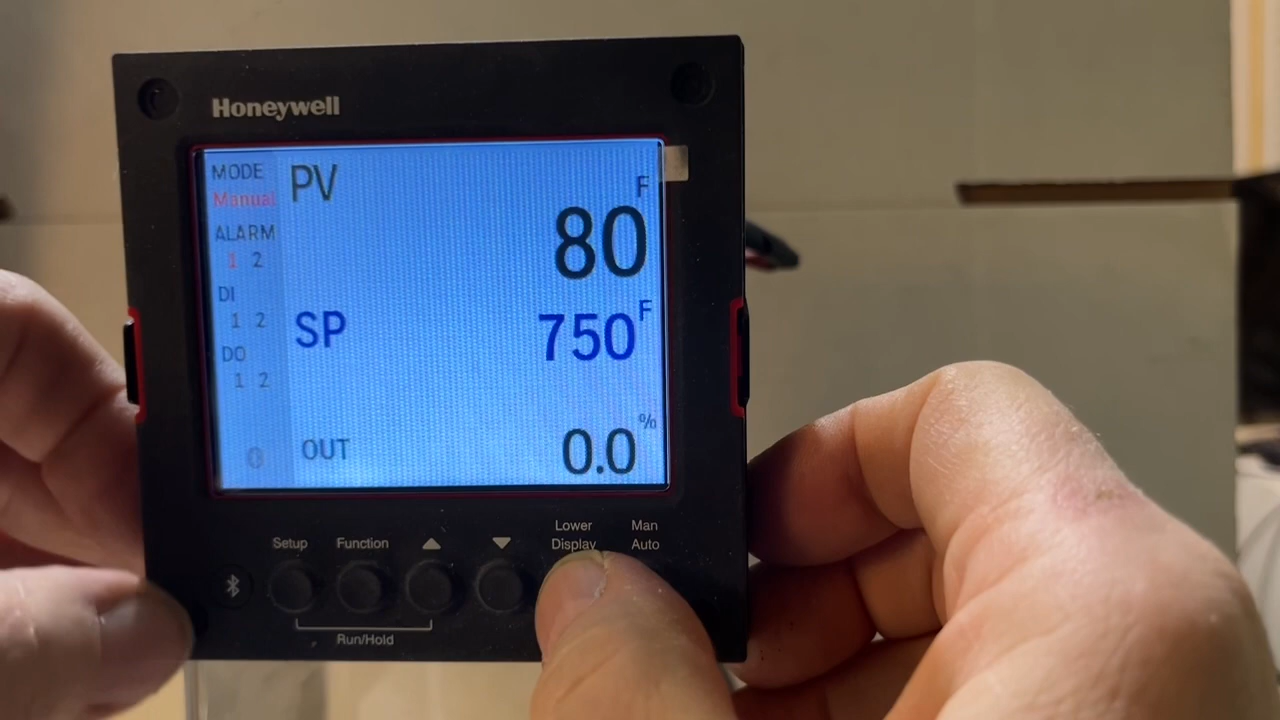 Honeywell
MODE
Manual
PV
F
80
ALARM
1 2
DI
1 2
SP
750
F
DO
1 2
0
OUT
0.0
%
Setup
Function
Lower
Display
Man
Auto
Run/Hold